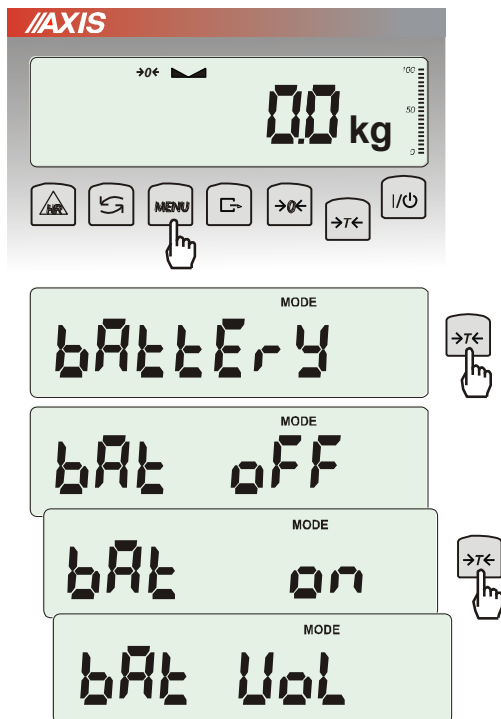 //AXIS
→0←
100
50
0
0.0 kg
HR MENU →0← →T← I/⏻
MODE
bAttErY
→T←
MODE
bAt oFF
MODE
bAt on
→T←
MODE
bAt VoL